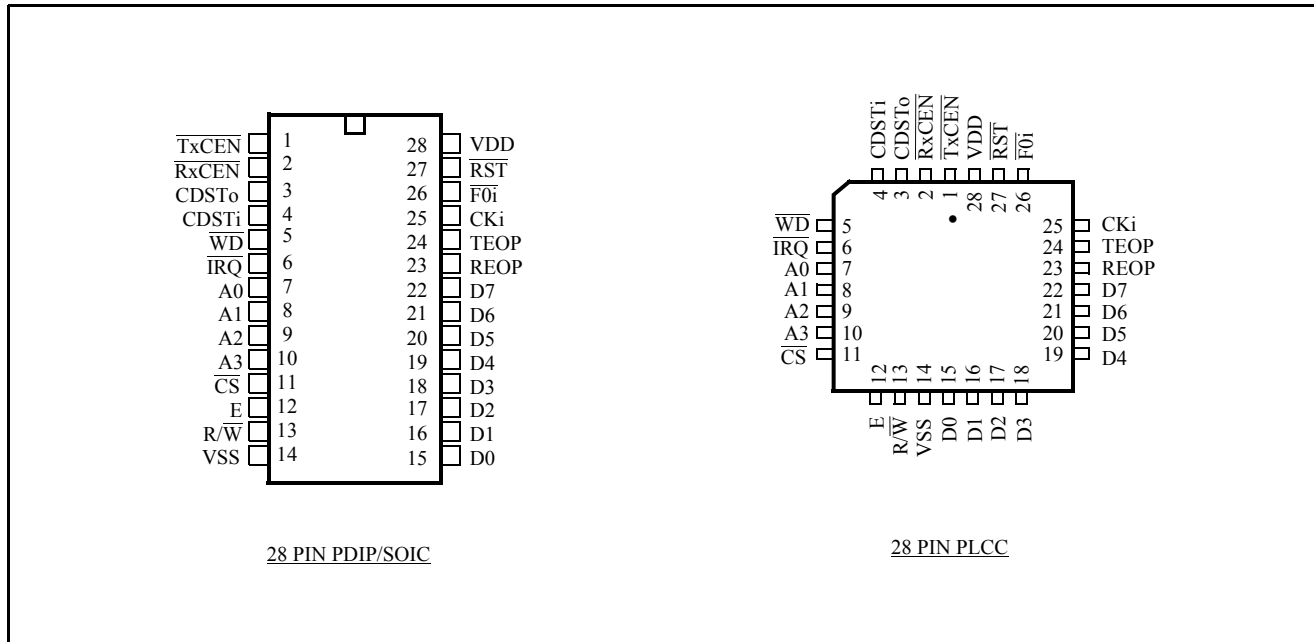 TxCEN 1 28 VDD
RxCEN 2 27 RST
CDSTo 3 26 F0i
CDSTi 4 25 CKi
WD 5 24 TEOP
IRQ 6 23 REOP
A0 7 22 D7
A1 8 21 D6
A2 9 20 D5
A3 10 19 D4
CS 11 18 D3
E 12 17 D2
R/W 13 16 D1
VSS 14 15 D0
28 PIN PDIP/SOIC
CDSTi CDSTo RxCEN TxCEN VDD RST F0i
4 3 2 1 28 27 26
WD 5 25 CKi
IRQ 6 24 TEOP
A0 7 23 REOP
A1 8 22 D7
A2 9 21 D6
A3 10 20 D5
CS 11 19 D4
12 13 14 15 16 17 18
E R/W VSS D0 D1 D2 D3
28 PIN PLCC